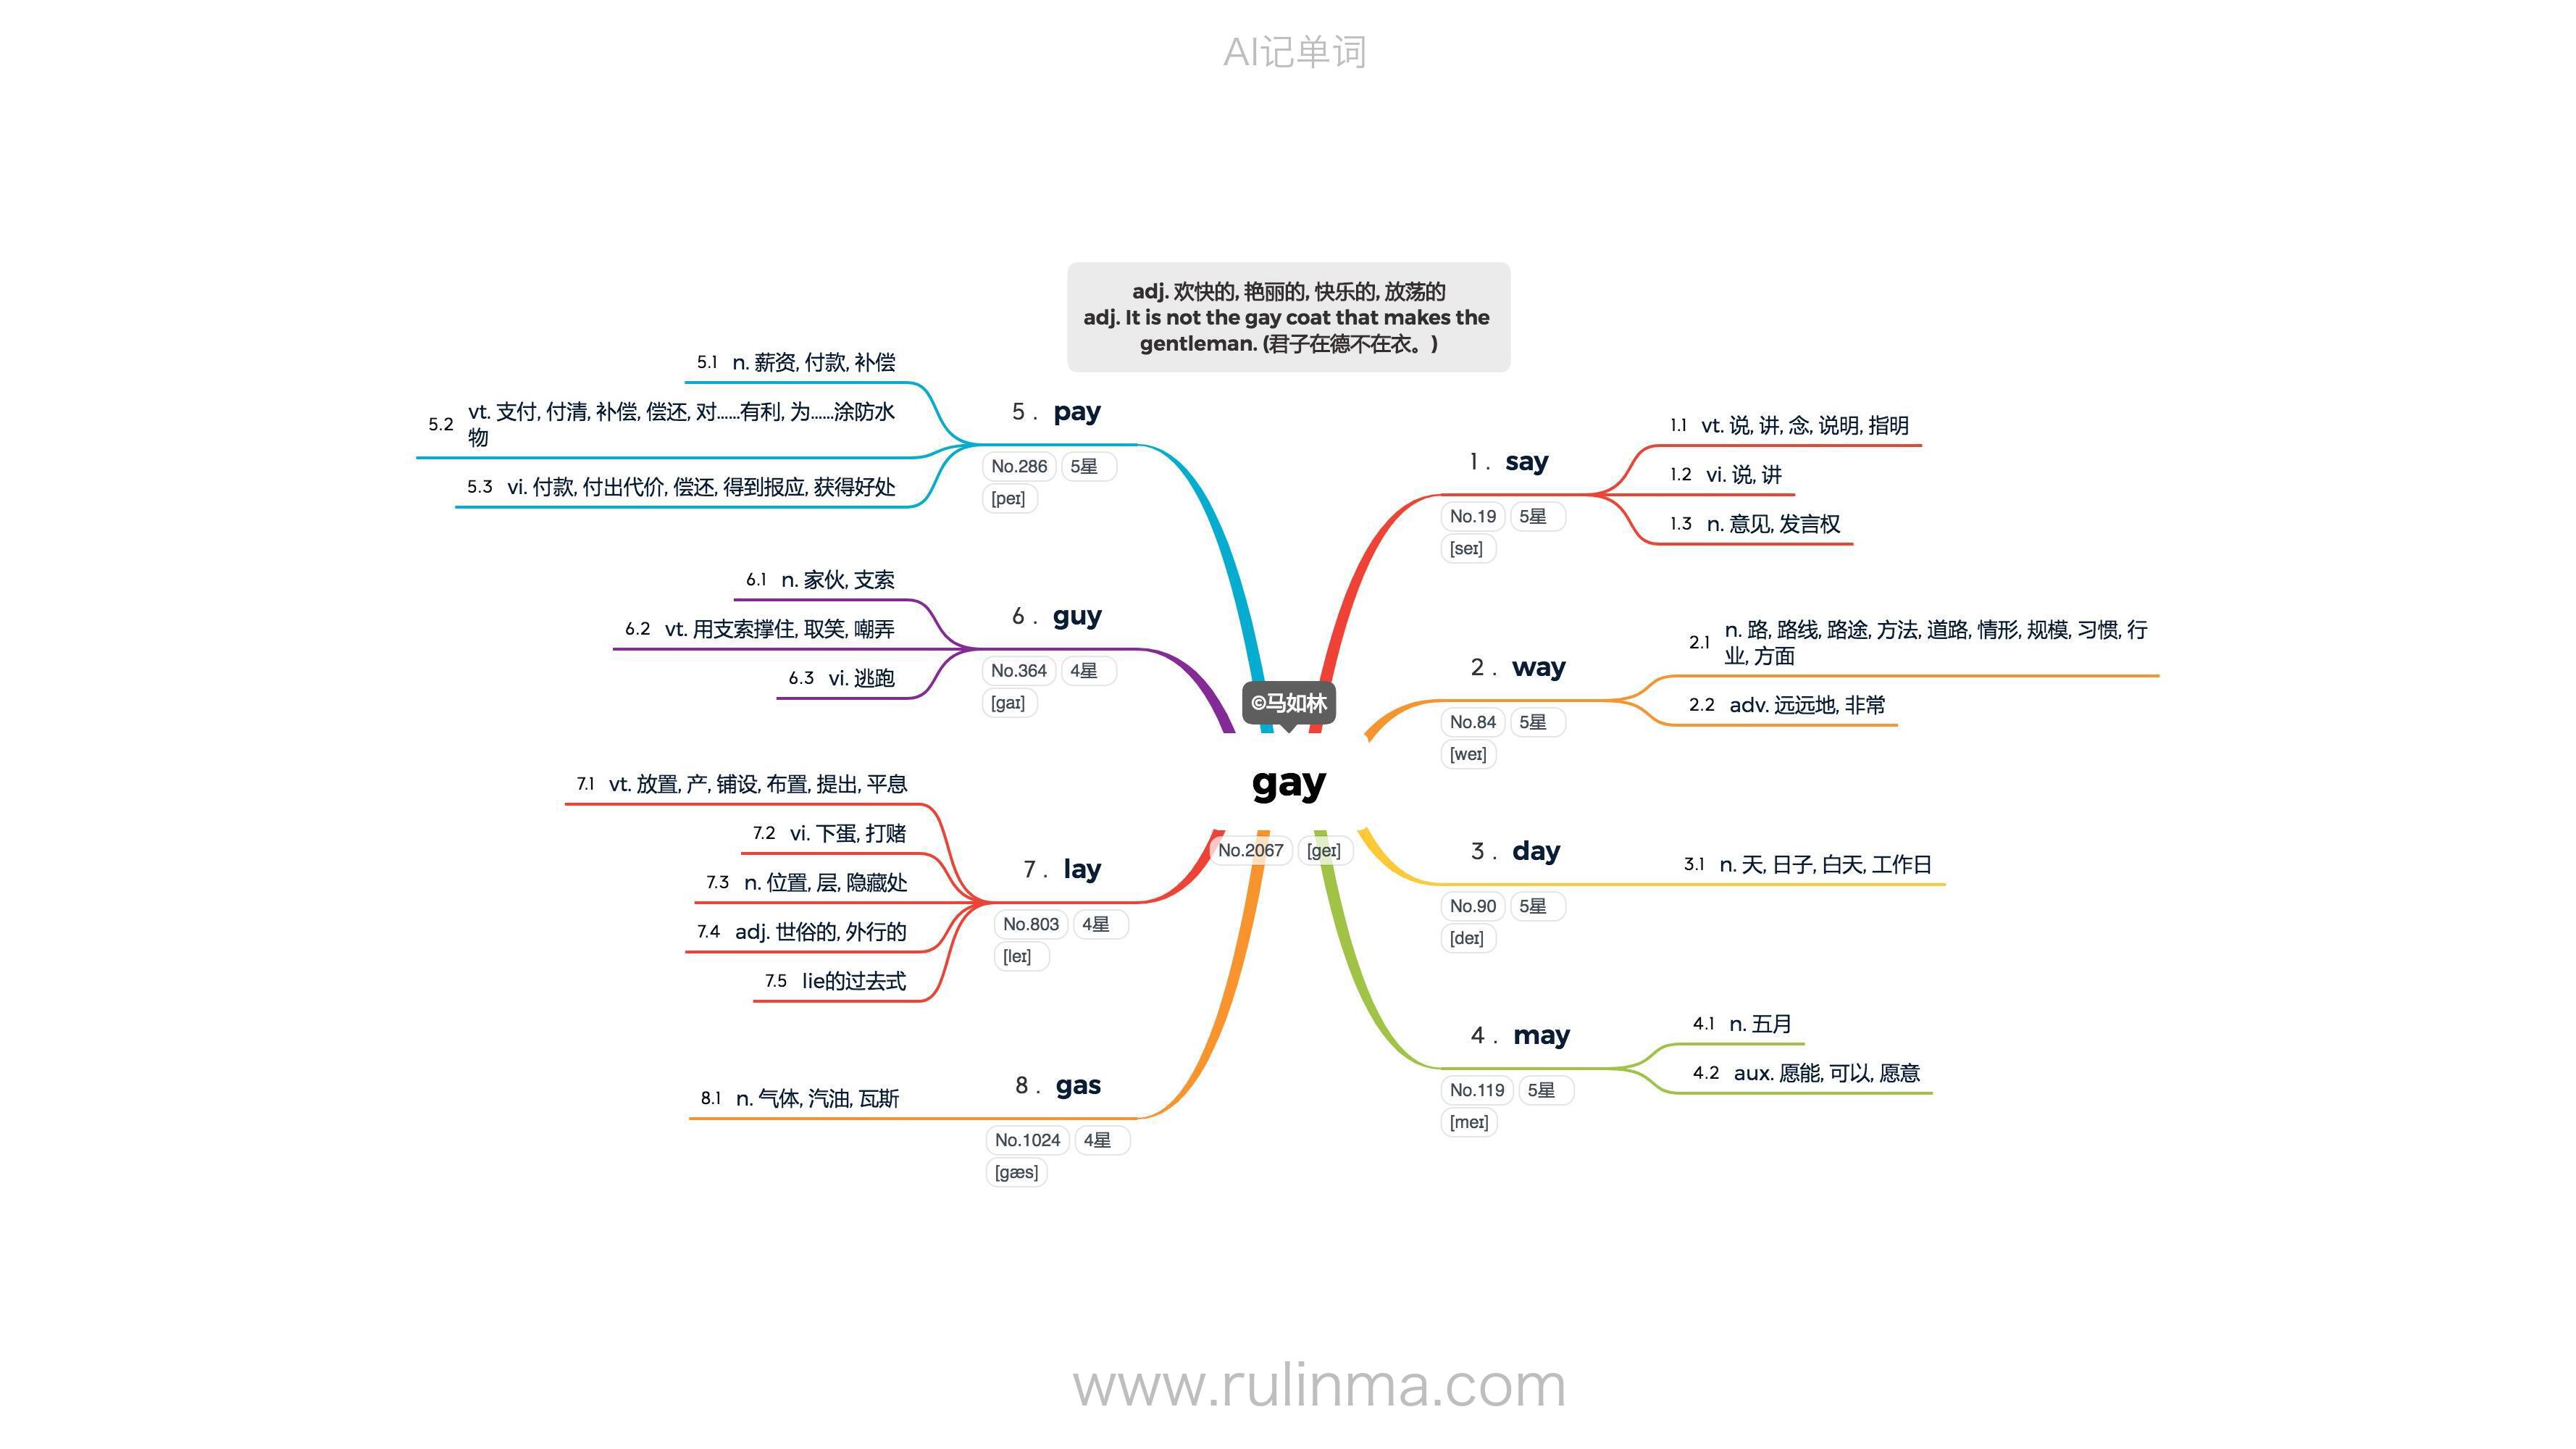 AI记单词
adj. 欢快的, 艳丽的, 快乐的, 放荡的
adj. It is not the gay coat that makes the
gentleman. (君子在德不在衣。)
©马如林
gay
No.2067 [geɪ]
1 . say
No.19 5星
[seɪ]
1.1 vt. 说, 讲, 念, 说明, 指明
1.2 vi. 说, 讲
1.3 n. 意见, 发言权
2 . way
No.84 5星
[weɪ]
2.1 n. 路, 路线, 路途, 方法, 道路, 情形, 规模, 习惯, 行
业, 方面
2.2 adv. 远远地, 非常
3 . day
No.90 5星
[deɪ]
3.1 n. 天, 日子, 白天, 工作日
4 . may
No.119 5星
[meɪ]
4.1 n. 五月
4.2 aux. 愿能, 可以, 愿意
5 . pay
No.286 5星
[peɪ]
5.1 n. 薪资, 付款, 补偿
5.2 vt. 支付, 付清, 补偿, 偿还, 对......有利, 为......涂防水
物
5.3 vi. 付款, 付出代价, 偿还, 得到报应, 获得好处
6 . guy
No.364 4星
[gaɪ]
6.1 n. 家伙, 支索
6.2 vt. 用支索撑住, 取笑, 嘲弄
6.3 vi. 逃跑
7 . lay
No.803 4星
[leɪ]
7.1 vt. 放置, 产, 铺设, 布置, 提出, 平息
7.2 vi. 下蛋, 打赌
7.3 n. 位置, 层, 隐藏处
7.4 adj. 世俗的, 外行的
7.5 lie的过去式
8 . gas
No.1024 4星
[gæs]
8.1 n. 气体, 汽油, 瓦斯
www.rulinma.com